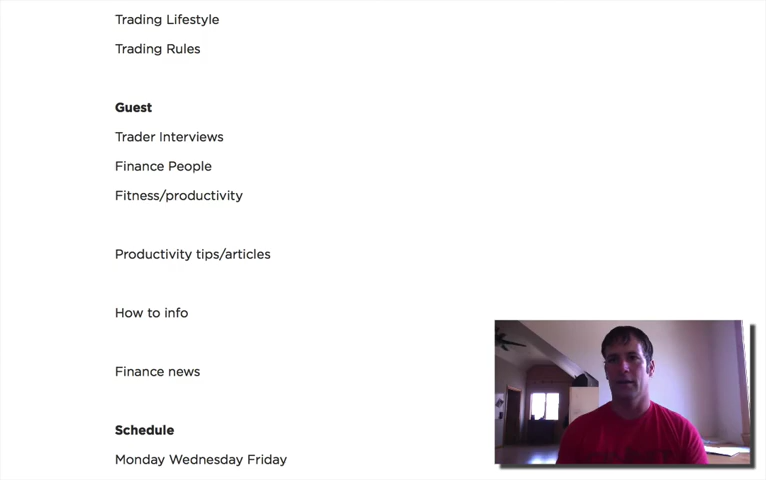 Trading Lifestyle
Trading Rules
Guest
Trader Interviews
Finance People
Fitness/productivity
Productivity tips/articles
How to info
Finance news
Schedule
Monday Wednesday Friday